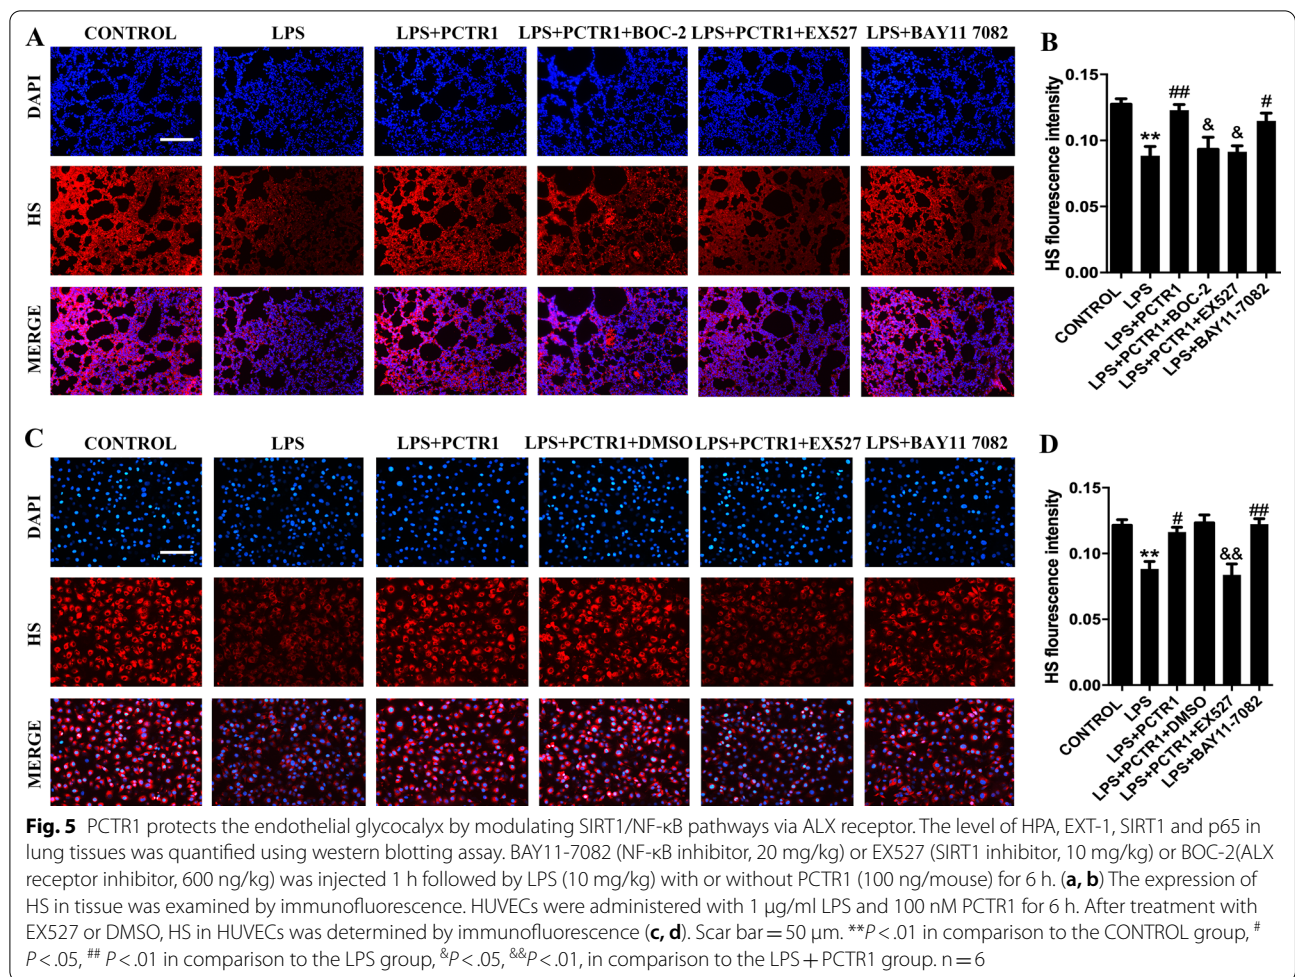 A
CONTROL LPS LPS+PCTR1 LPS+PCTR1+BOC-2 LPS+PCTR1+EX527 LPS+BAY11 7082
DAPI
HS
MERGE
B
HS flourescence intensity
0.15
0.10
0.05
0.00
**
##
&
&
#
CONTROL
LPS
LPS+PCTR1
LPS+PCTR1+BOC-2
LPS+PCTR1+EX527
LPS+BAY11-7082
C
CONTROL LPS LPS+PCTR1 LPS+PCTR1+DMSO LPS+PCTR1+EX527 LPS+BAY11 7082
DAPI
HS
MERGE
D
HS flourescence intensity
0.15
0.10
0.05
0.00
**
#
&&
##
CONTROL
LPS
LPS+PCTR1
LPS+PCTR1+DMSO
LPS+PCTR1+EX527
LPS+BAY11-7082
Fig. 5 PCTR1 protects the endothelial glycocalyx by modulating SIRT1/NF-κB pathways via ALX receptor. The level of HPA, EXT-1, SIRT1 and p65 in
lung tissues was quantified using western blotting assay. BAY11-7082 (NF-κB inhibitor, 20 mg/kg) or EX527 (SIRT1 inhibitor, 10 mg/kg) or BOC-2(ALX
receptor inhibitor, 600 ng/kg) was injected 1 h followed by LPS (10 mg/kg) with or without PCTR1 (100 ng/mouse) for 6 h. (a, b) The expression of
HS in tissue was examined by immunofluorescence. HUVECs were administered with 1 μg/ml LPS and 100 nM PCTR1 for 6 h. After treatment with
EX527 or DMSO, HS in HUVECs was determined by immunofluorescence (c, d). Scar bar = 50 μm. **P < .01 in comparison to the CONTROL group, #
P < .05, ## P < .01 in comparison to the LPS group, &P < .05, &&P < .01, in comparison to the LPS + PCTR1 group. n = 6